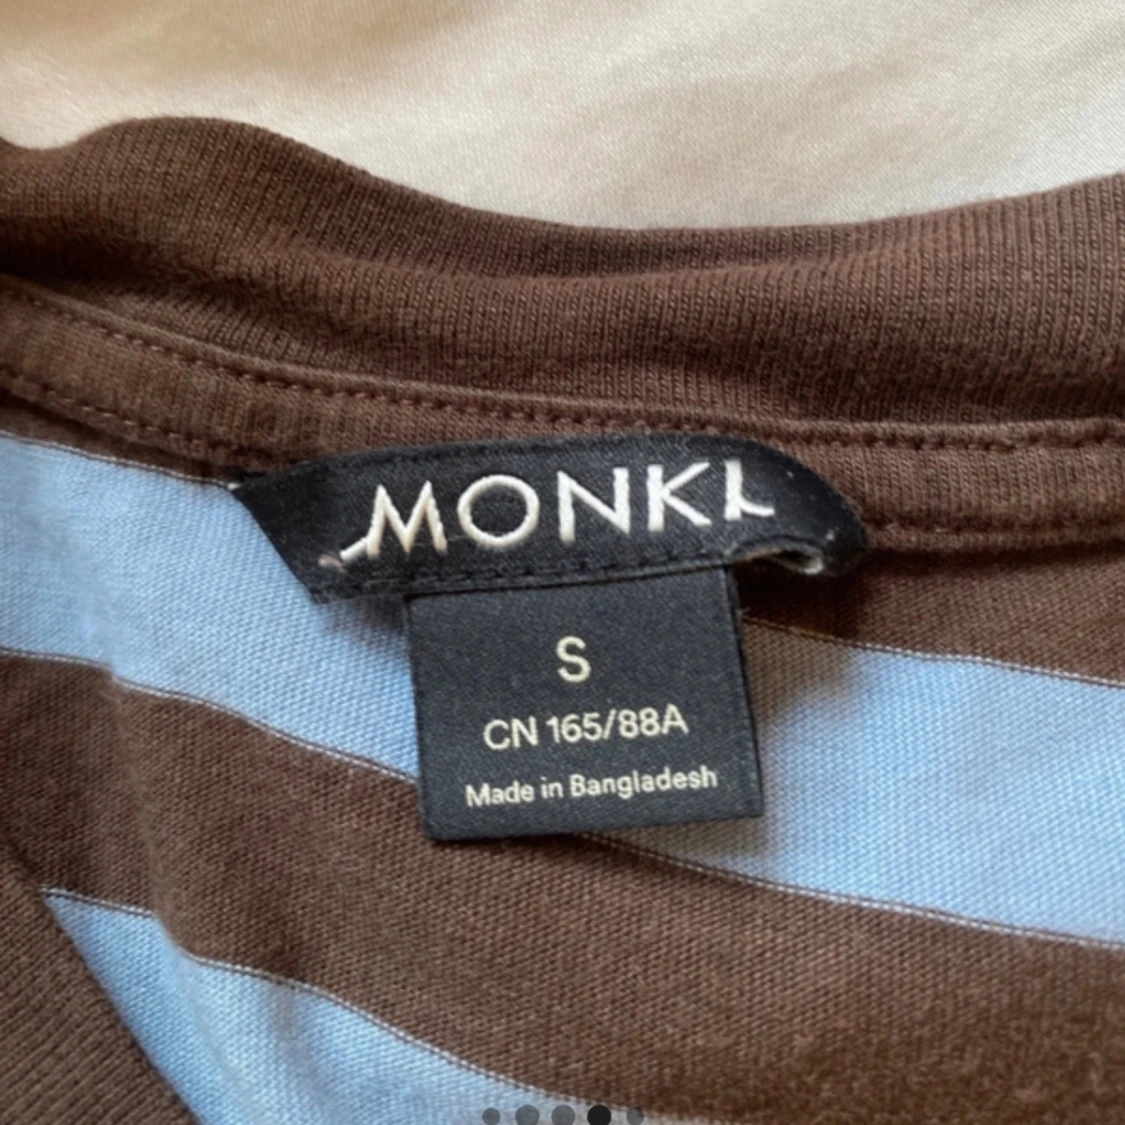 MONKI
S
CN 165/88A
Made in Bangladesh